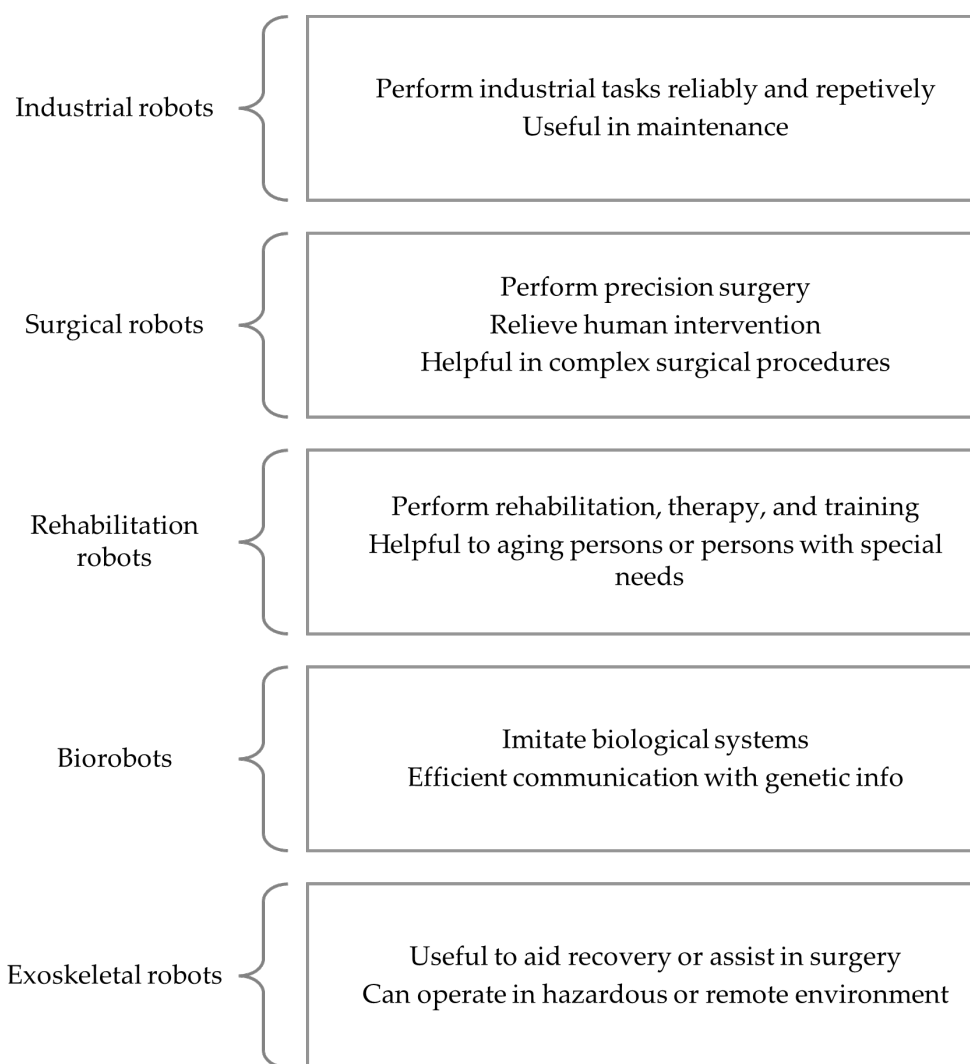 Industrial robots
Perform industrial tasks reliably and repetively
Useful in maintenance
Surgical robots
Perform precision surgery
Relieve human intervention
Helpful in complex surgical procedures
Rehabilitation
robots
Perform rehabilitation, therapy, and training
Helpful to aging persons or persons with special
needs
Biorobots
Imitate biological systems
Efficient communication with genetic info
Exoskeletal robots
Useful to aid recovery or assist in surgery
Can operate in hazardous or remote environment